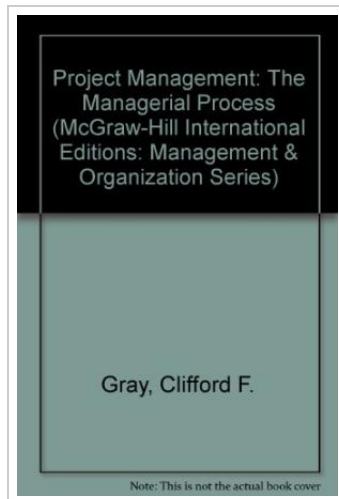 Project Management: The
Managerial Process
(McGraw-Hill International
Editions: Management &
Organization Series)
Gray, Clifford F.
Note: This is not the actual book cover